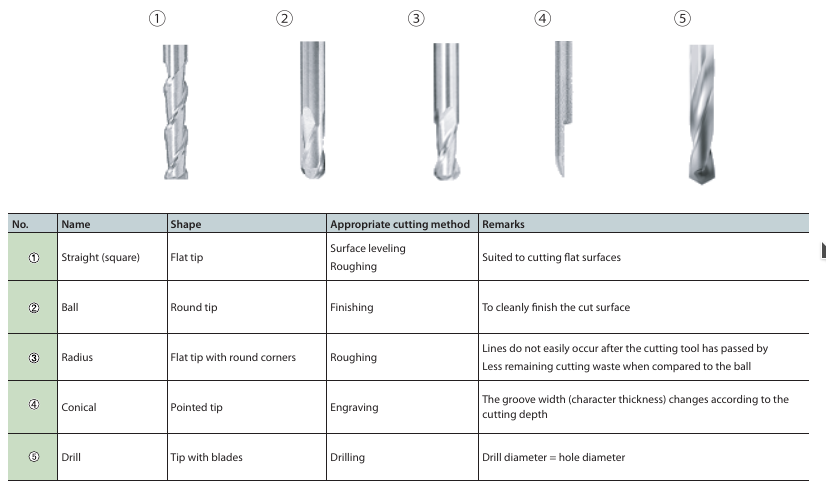 ① ② ③ ④ ⑤
No. Name Shape Appropriate cutting method Remarks
① Straight (square) Flat tip Surface leveling
Roughing Suited to cutting flat surfaces
② Ball Round tip Finishing To cleanly finish the cut surface
③ Radius Flat tip with round corners Roughing Lines do not easily occur after the cutting tool has passed by
Less remaining cutting waste when compared to the ball
④ Conical Pointed tip Engraving The groove width (character thickness) changes according to the
cutting depth
⑤ Drill Tip with blades Drilling Drill diameter = hole diameter